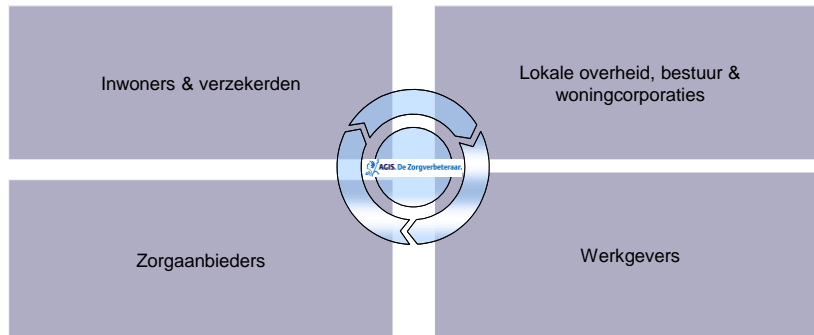 Inwoners & verzekerden
Lokale overheid, bestuur &
woningcorporaties
AGIS. De Zorgverbeteraar.
Zorgaanbieders
Werkgevers